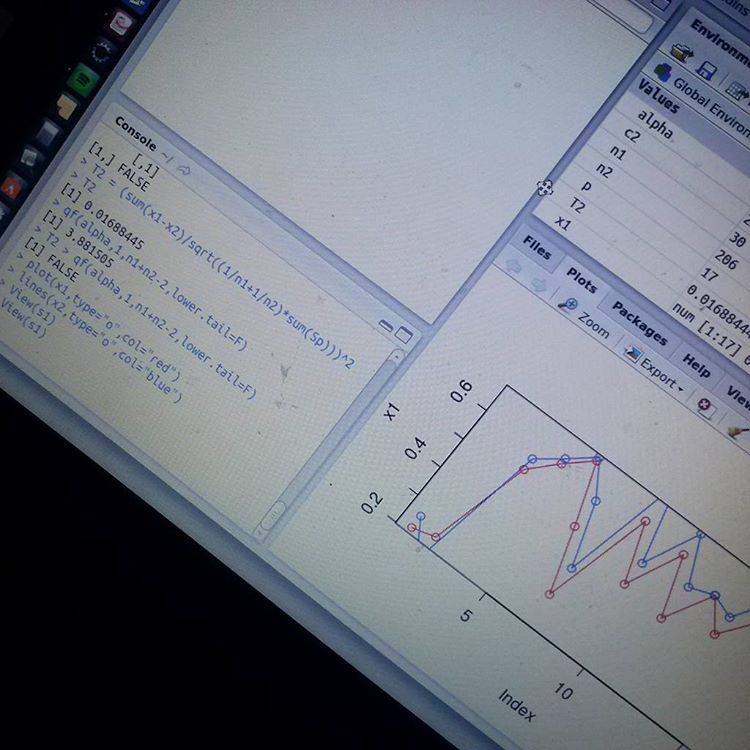 Console ~/
[,1]
[1,] FALSE
> T2 = (sum(x1-x2)/sqrt((1/n1+1/n2)*sum(Sp)))^2
> T2
[1] 0.01688445
> qf(alpha,1,n1+n2-2,lower.tail=F)
[1] 3.881505
> T2 > qf(alpha,1,n1+n2-2,lower.tail=F)
[1] FALSE
> plot(x1,type="o",col="red")
> lines(x2,type="o",col="blue")
> View(s1)
> View(s1)
Environm
Global Environ
Values
alpha
c2
n1
n2
p
T2
x1
30
206
17
0.01688444
num [1:17]
Files
Plots
Packages
Help
View
Zoom
Export
x1
0.6
0.4
0.2
5
10
Index